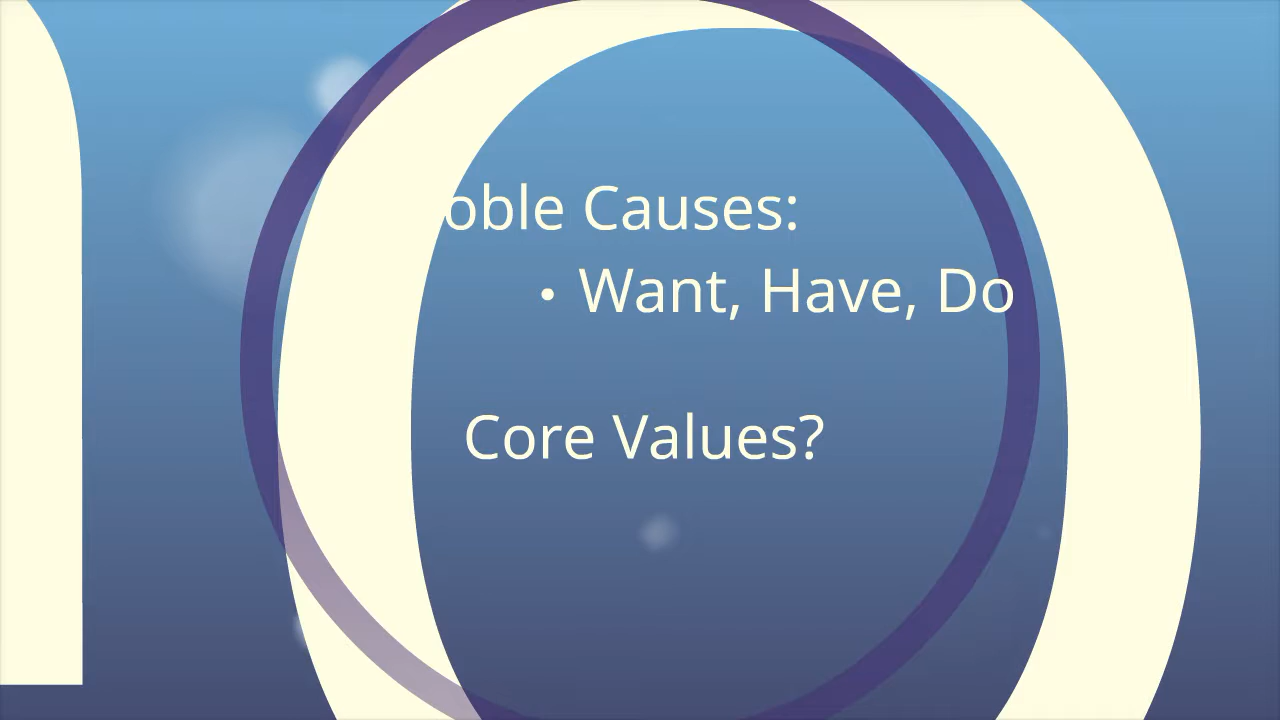 oble Causes:
• Want, Have, Do
Core Values?